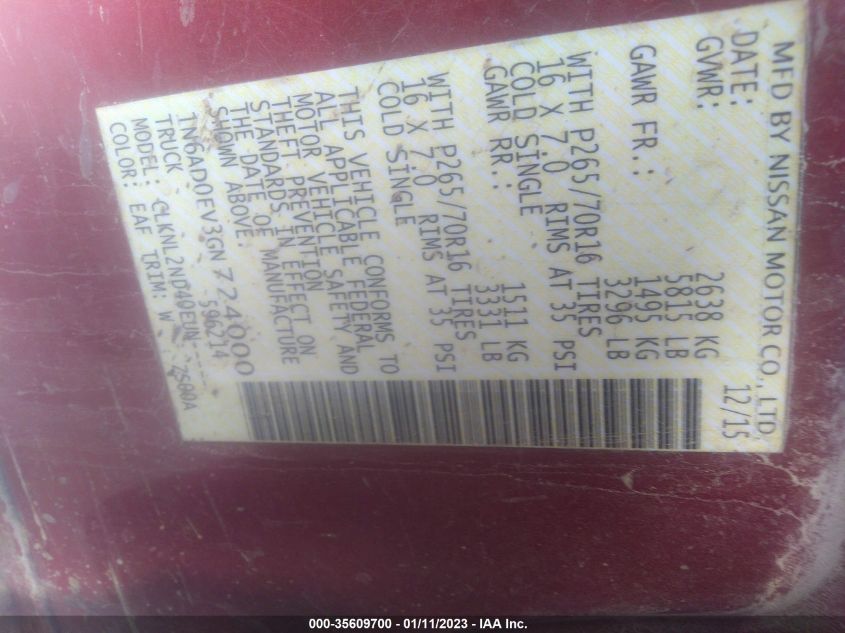 MFD BY NISSAN MOTOR CO., LTD
DATE: 12/15
GVWR: 2638 KG
5815 LB
GAWR FR.: 1495 KG
3296 LB
WITH P265/70R16 TIRES
16 X 7.0 RIMS AT 35 PSI
COLD SINGLE
GAWR RR.: 1511 KG
3331 LB
WITH P265/70R16 TIRES
16 X 7.0 RIMS AT 35 PSI
COLD SINGLE
THIS VEHICLE CONFORMS TO
ALL APPLICABLE FEDERAL
MOTOR VEHICLE SAFETY AND
THEFT PREVENTION
STANDARDS IN EFFECT ON
THE DATE OF MANUFACTURE
SHOWN ABOVE.
1N6AD0EV3GN724000
TRUCK 596214
MODEL: CLKNL2ND40EUN----
COLOR: EAF TRIM: W
000-35609700 - 01/11/2023 - IAA Inc.